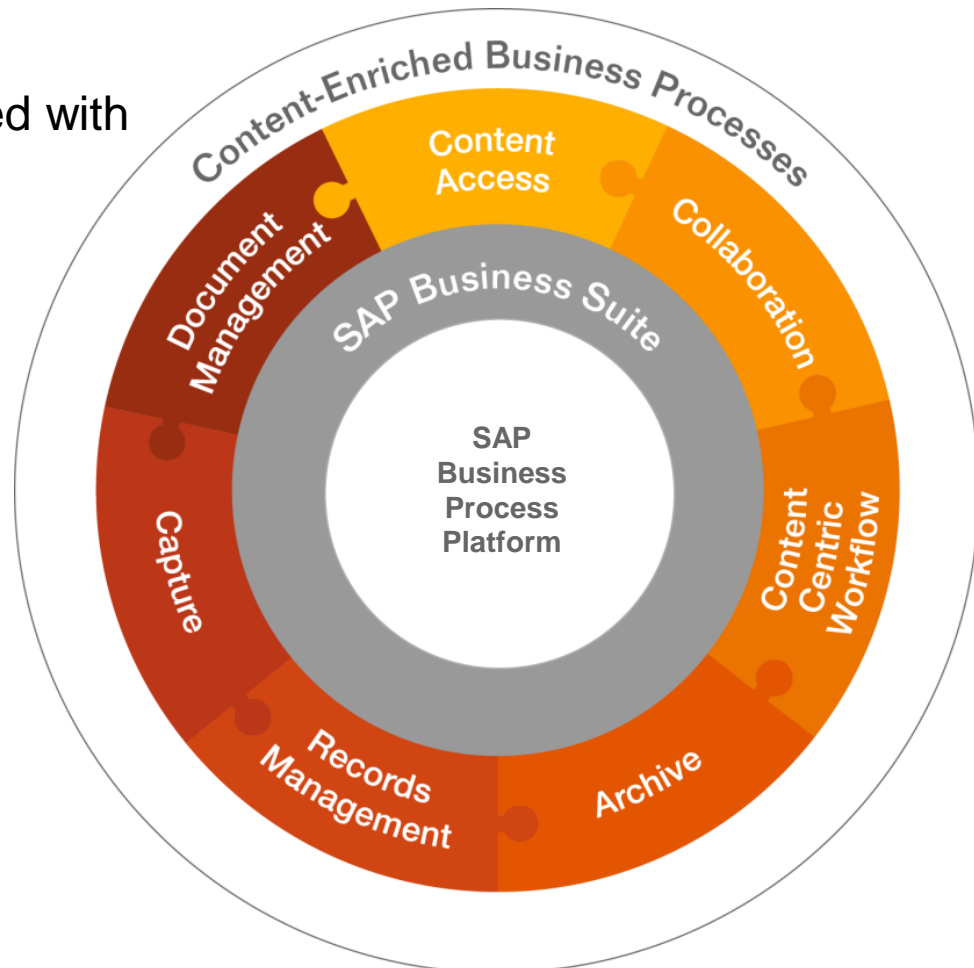 ed with
Content-Enriched Business Processes
Content
Access
Collaboration
Content
Centric
Workflow
Archive
Records
Management
Capture
Document
Management
SAP Business Suite
SAP
Business
Process
Platform